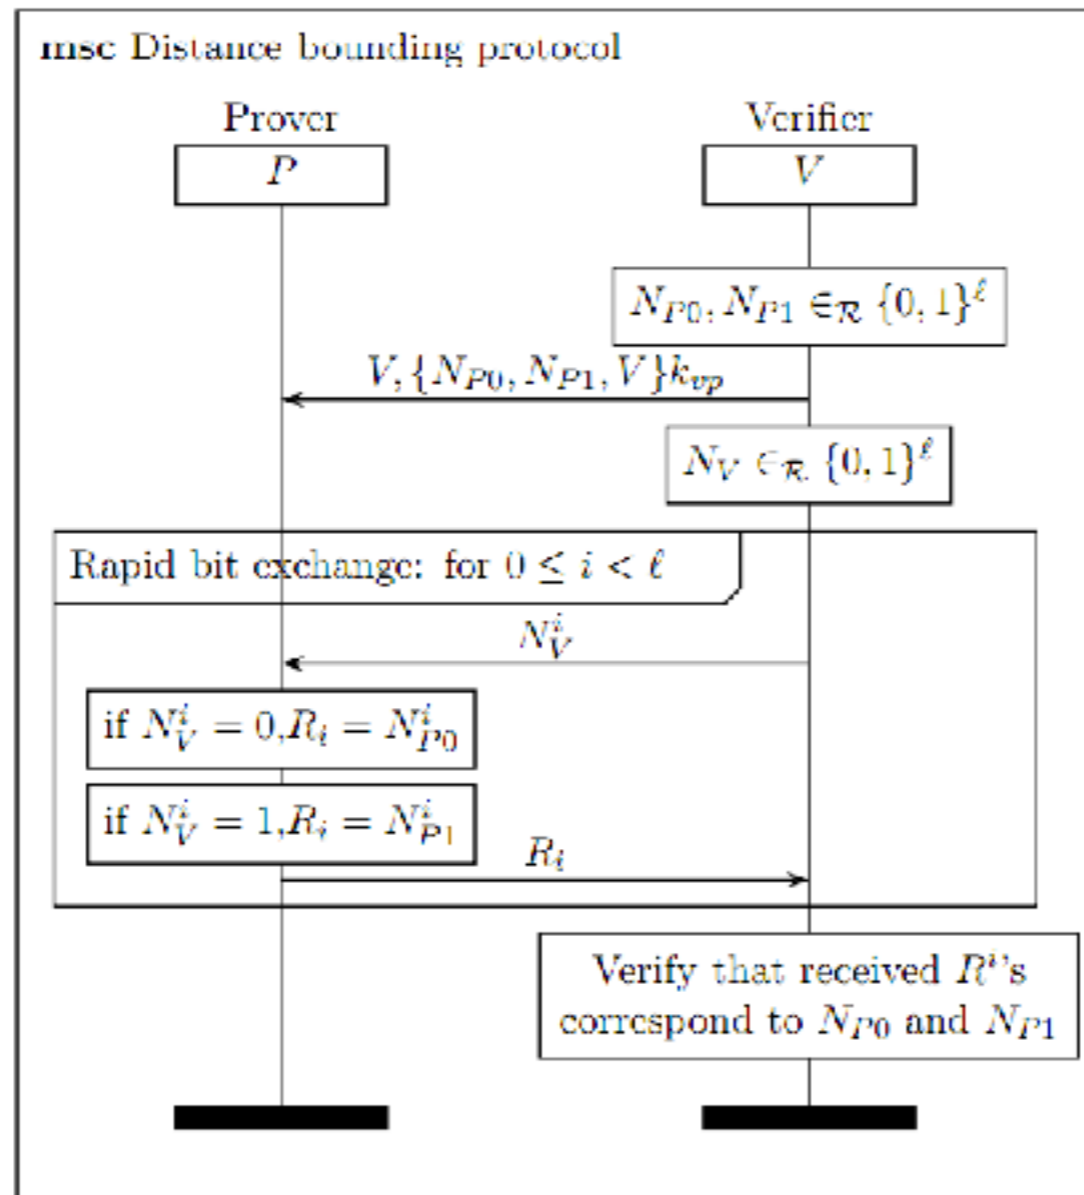 msc Distance bounding protocol
Prover Verifier
P V
N_{P0}, N_{P1} ∈_R {0, 1}^ℓ
V, {N_{P0}, N_{P1}, V}k_{vp}
N_V ∈_R {0, 1}^ℓ
Rapid bit exchange: for 0 ≤ i < ℓ
N_V^i
if N_V^i = 0,R_i = N_{P0}^i
if N_V^i = 1,R_i = N_{P1}^i
R_i
Verify that received R^i's
correspond to N_{P0} and N_{P1}